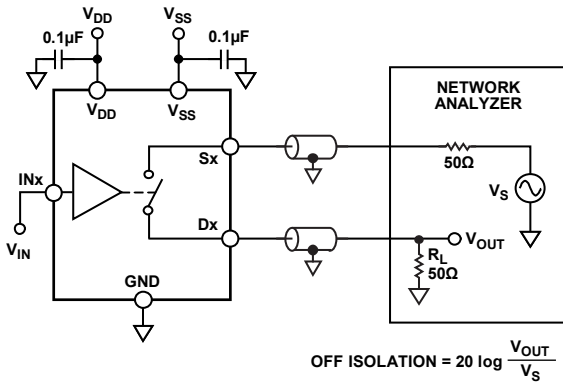 VDD
VSS
0.1µF
0.1µF
VDD
VSS
NETWORK
ANALYZER
Sx
50Ω
INx
VS
Dx
VOUT
VIN
RL
50Ω
GND
OFF ISOLATION = 20 log VOUT
VS